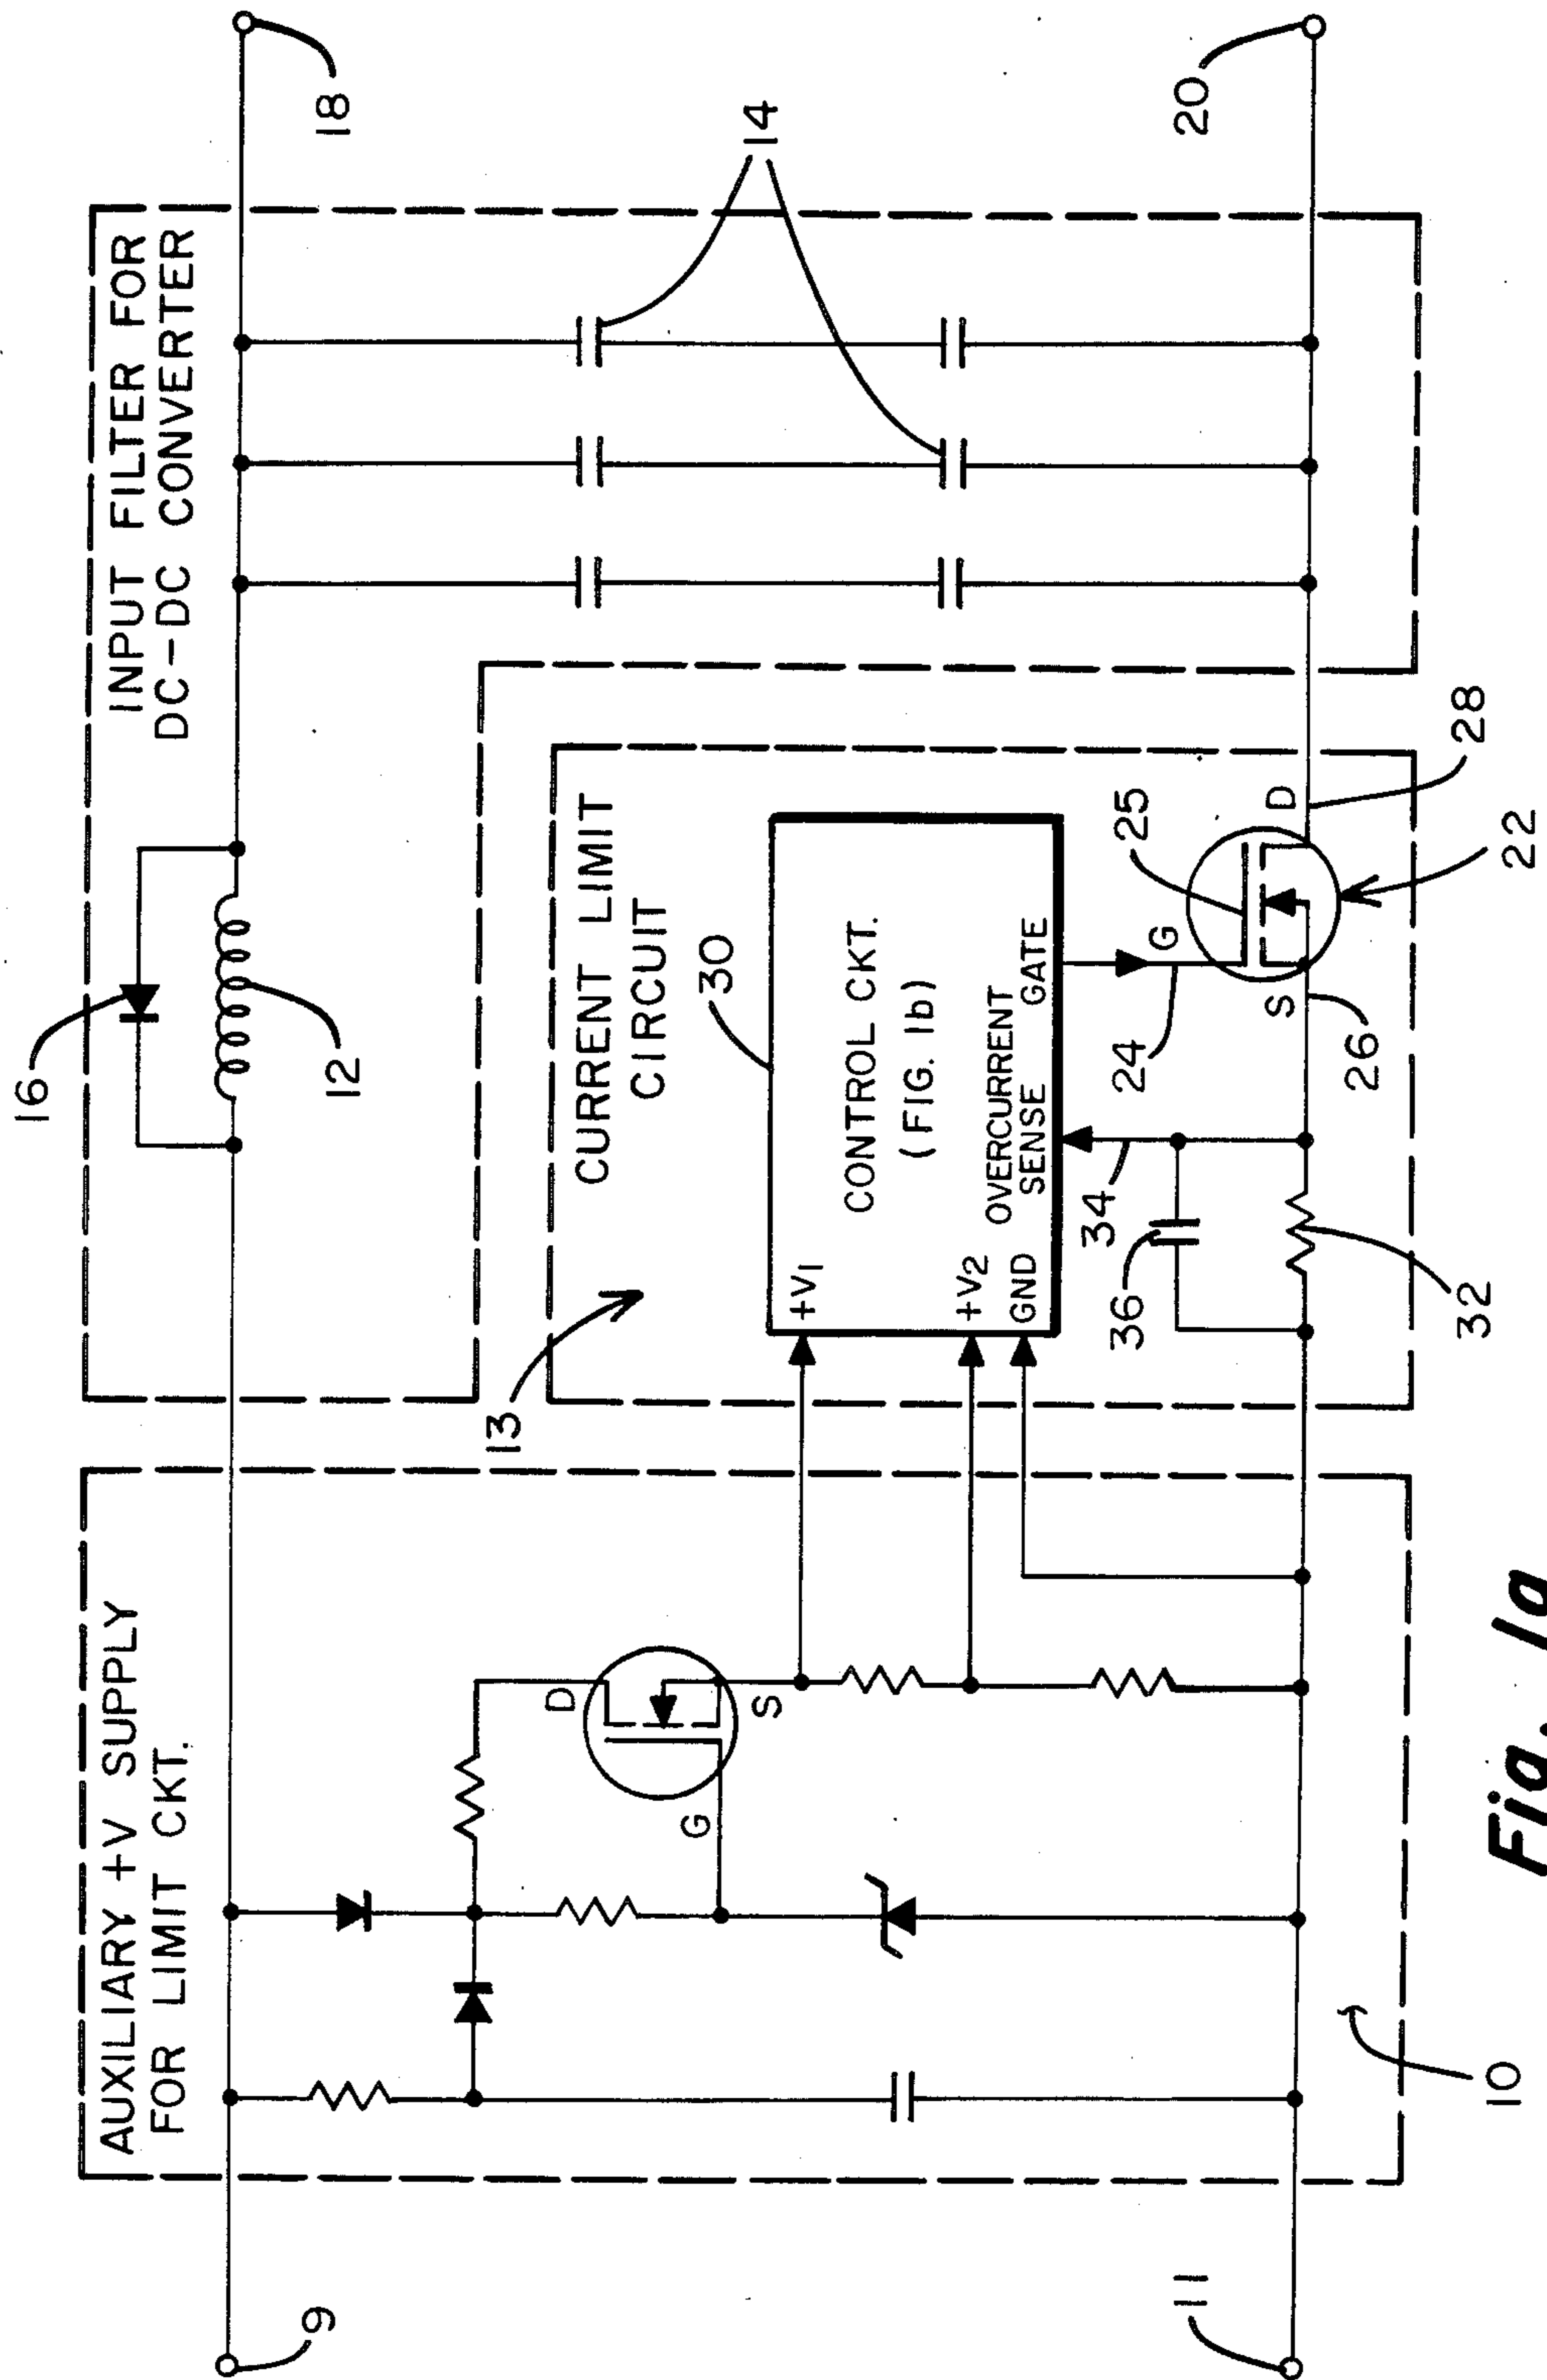 16
12
INPUT FILTER FOR
DC-DC CONVERTER
18
14
AUXILIARY +V SUPPLY
FOR LIMIT CKT.
D
G
S
13
CURRENT LIMIT
CIRCUIT
30
CONTROL CKT.
(FIG. 1b)
+V1
+V2
GND
OVERCURRENT
SENSE
GATE
34
36
32
24
G
25
S
D
26
28
22
9
11
10
20
Fig. 1a